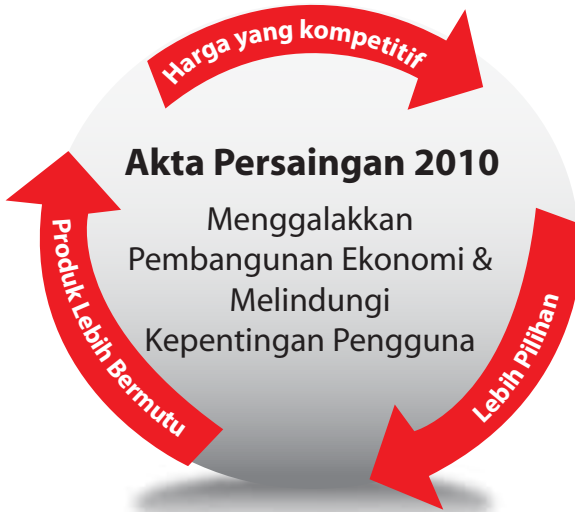 Harga yang kompetitif
Akta Persaingan 2010
Menggalakkan
Pembangunan Ekonomi &
Melindungi
Kepentingan Pengguna
Lebih Pilihan
Produk Lebih Bermutu